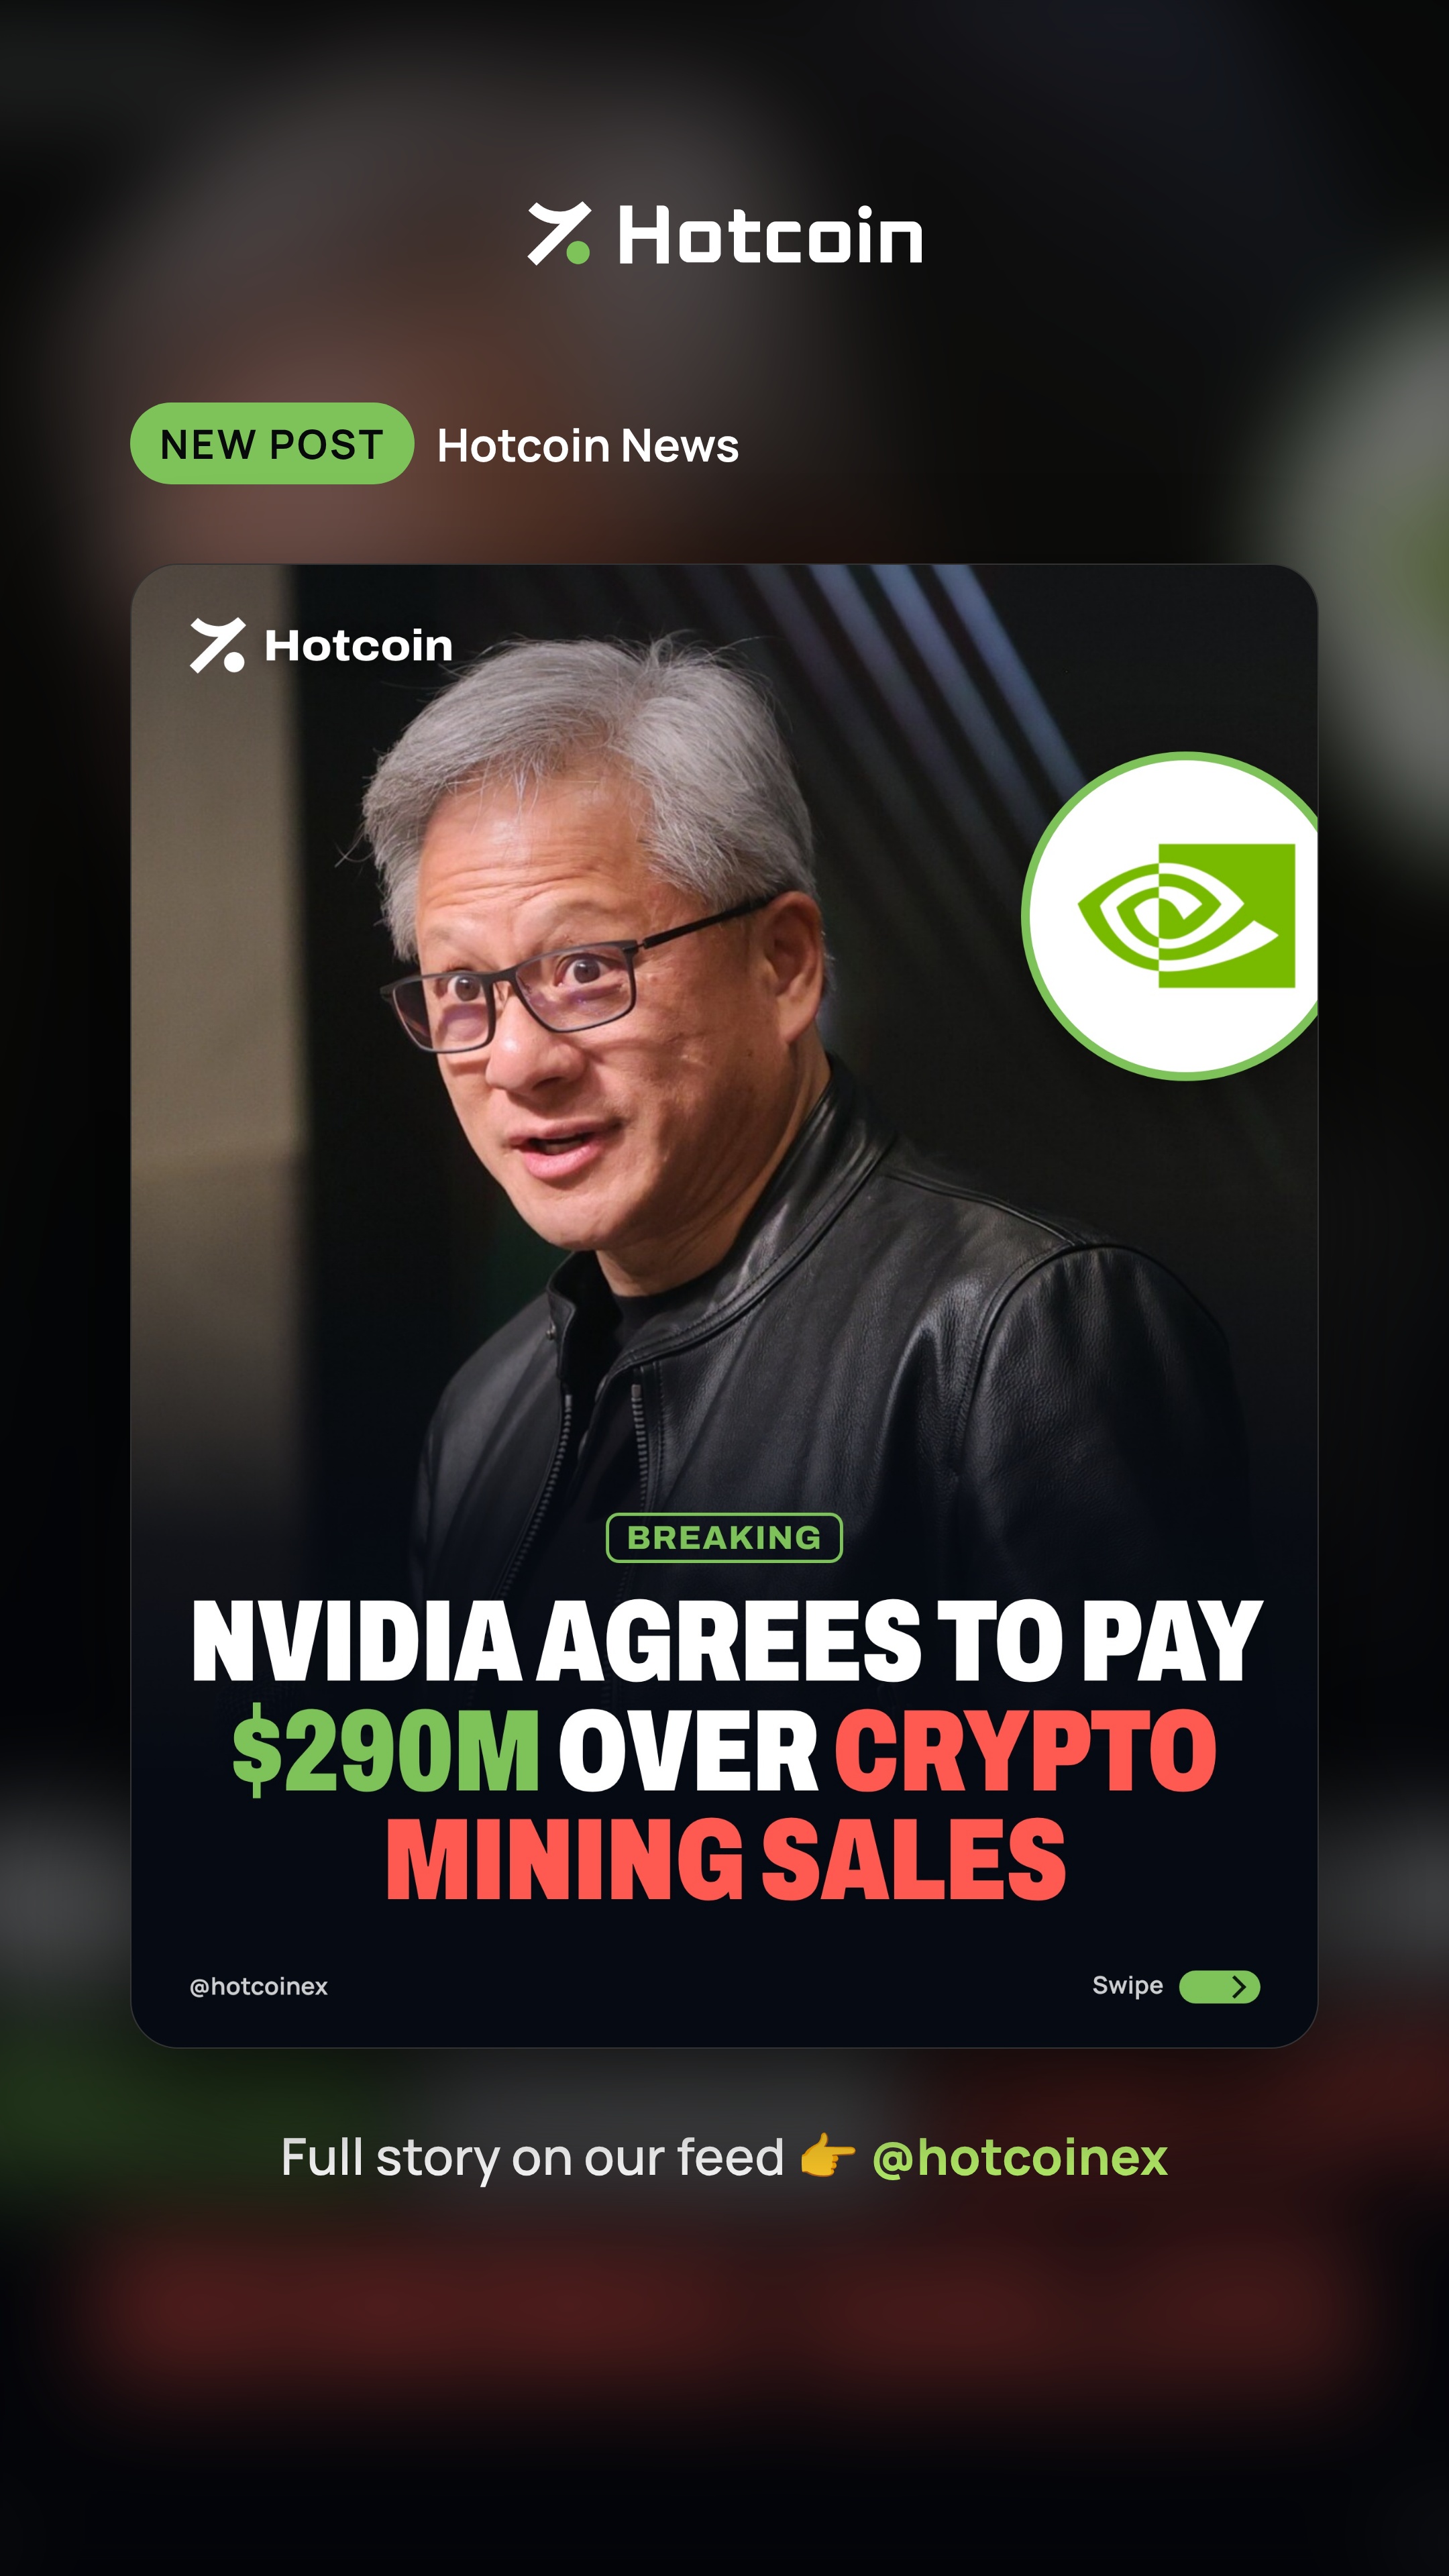 Hotcoin
NEW POST Hotcoin News
Hotcoin
BREAKING
NVIDIA AGREES TO PAY
$290M OVER CRYPTO
MINING SALES
@hotcoinex Swipe
Full story on our feed 👉 @hotcoinex